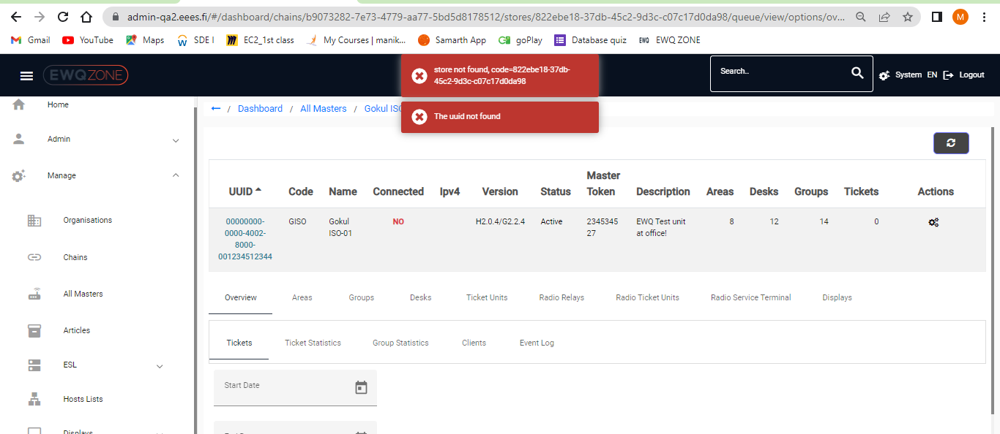 admin-qa2.eees.fi/#/dashboard/chains/b9073282-7e73-4779-aa77-5bd5d8178512/stores/822ebe18-37db-45c2-9d3c-c07c17d0da98/queue/view/options/ov...
M
Gmail YouTube Maps SDE I EC2_1st class My Courses | manik... Samarth App goPlay Database quiz EWQ EWQ ZONE
EWQZONE
store not found, code=822ebe18-37db-
45c2-9d3c-c07c17d0da98
Search..
System EN Logout
The uuid not found
Home
Admin
Manage
Organisations
Chains
All Masters
Articles
ESL
Hosts Lists
Displays
/ Dashboard / All Masters / Gokul ISO
UUID Code Name Connected Ipv4 Version Status Master Token Description Areas Desks Groups Tickets Actions
00000000- GISO Gokul NO H2.0.4/G2.2.4 Active 2345345 EWQ Test unit 8 12 14 0
0000-4002- ISO-01 27 at office!
8000-
001234512344
Overview Areas Groups Desks Ticket Units Radio Relays Radio Ticket Units Radio Service Terminal Displays
Tickets Ticket Statistics Group Statistics Clients Event Log
Start Date